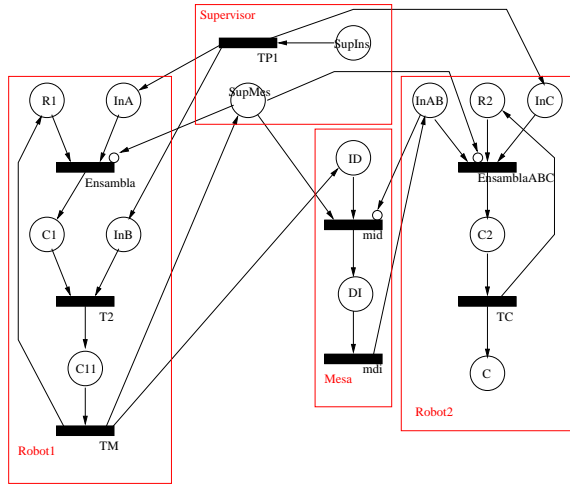 Supervisor
SupIns
TP1
R1
InA
SupMes
InAB
R2
InC
ID
Ensambla
EnsamblaABC
C1
InB
mid
C2
DI
T2
TC
C11
mdi
C
Mesa
Robot2
TM
Robot1